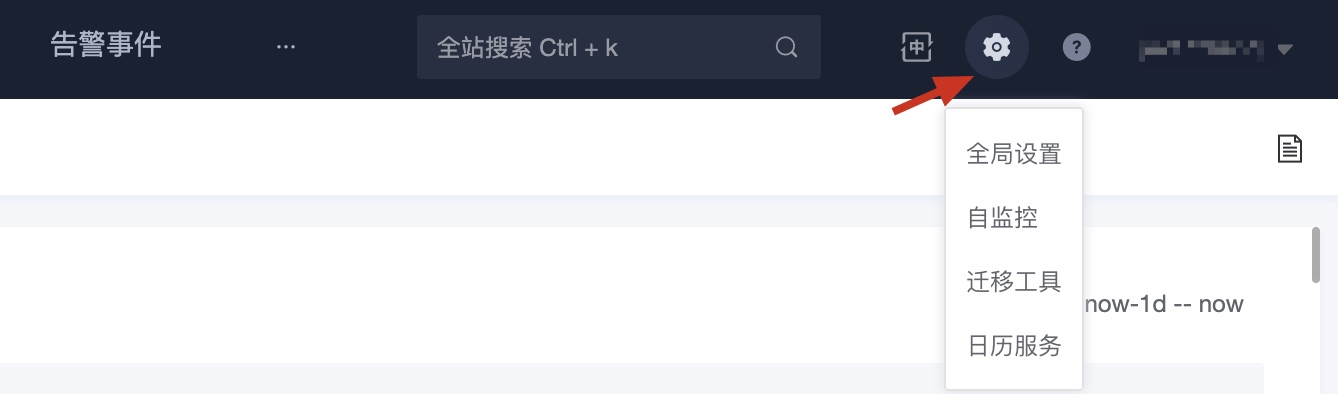 告警事件
...
全站搜索 Ctrl + k
中
?
全局设置
自监控
迁移工具
now-1d -- now
日历服务